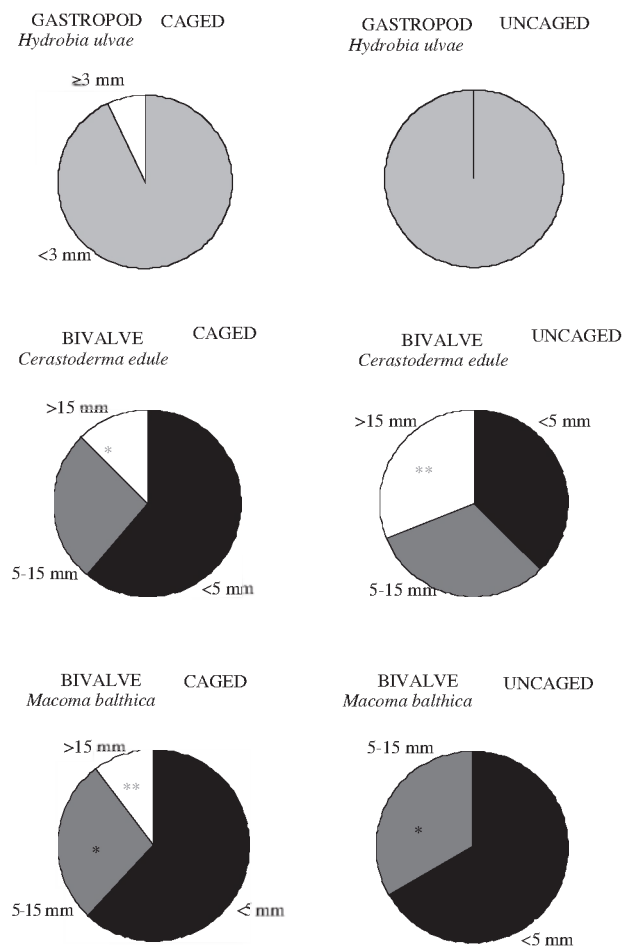 GASTROPOD CAGED
Hydrobia ulvae
≥3 mm
<3 mm
GASTROPOD UNCAGED
Hydrobia ulvae
BIVALVE CAGED
Cerastoderma edule
>15 mm
*
5-15 mm
<5 mm
BIVALVE UNCAGED
Cerastoderma edule
>15 mm
<5 mm
**
5-15 mm
BIVALVE CAGED
Macoma balthica
>15 mm
**
*
5-15 mm
<5 mm
BIVALVE UNCAGED
Macoma balthica
5-15 mm
*
<5 mm